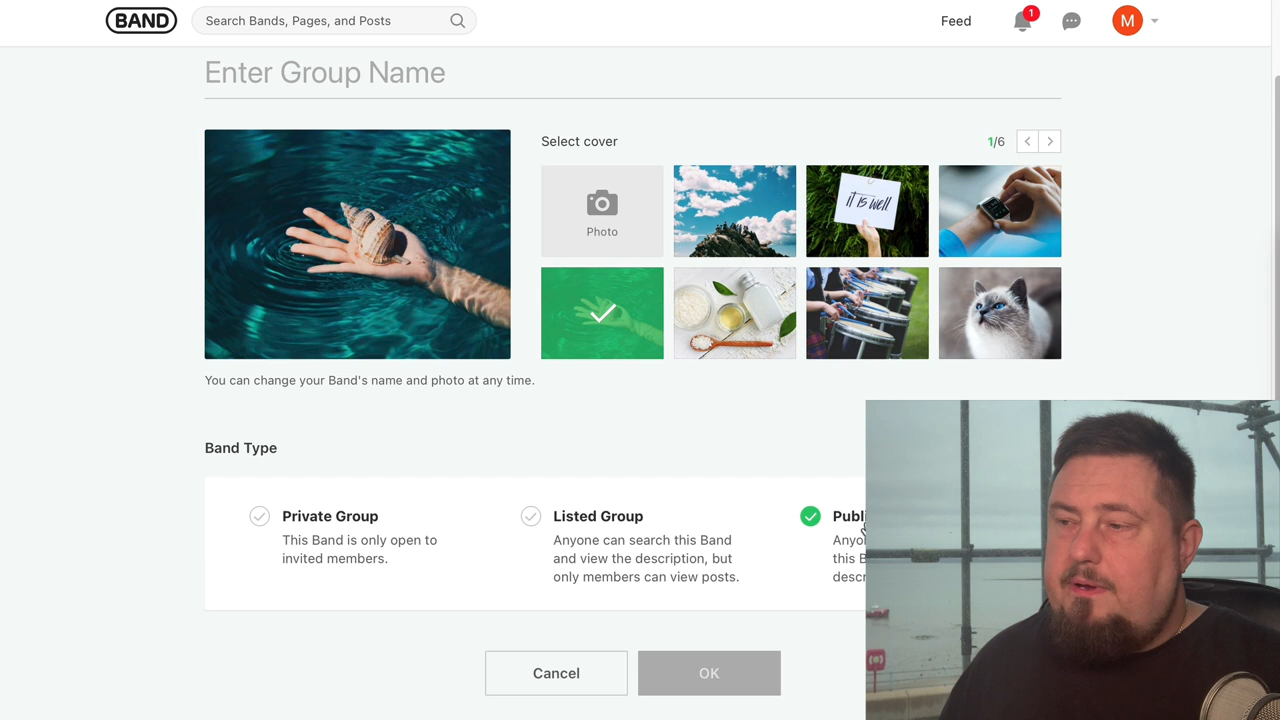 BAND
Search Bands, Pages, and Posts
Feed
1
M
Enter Group Name
Select cover
1/6
Photo
it is well
You can change your Band's name and photo at any time.
Band Type
Private Group
This Band is only open to
invited members.
Listed Group
Anyone can search this Band
and view the description, but
only members can view posts.
Publi
Anyo
this B
descr
Cancel
OK